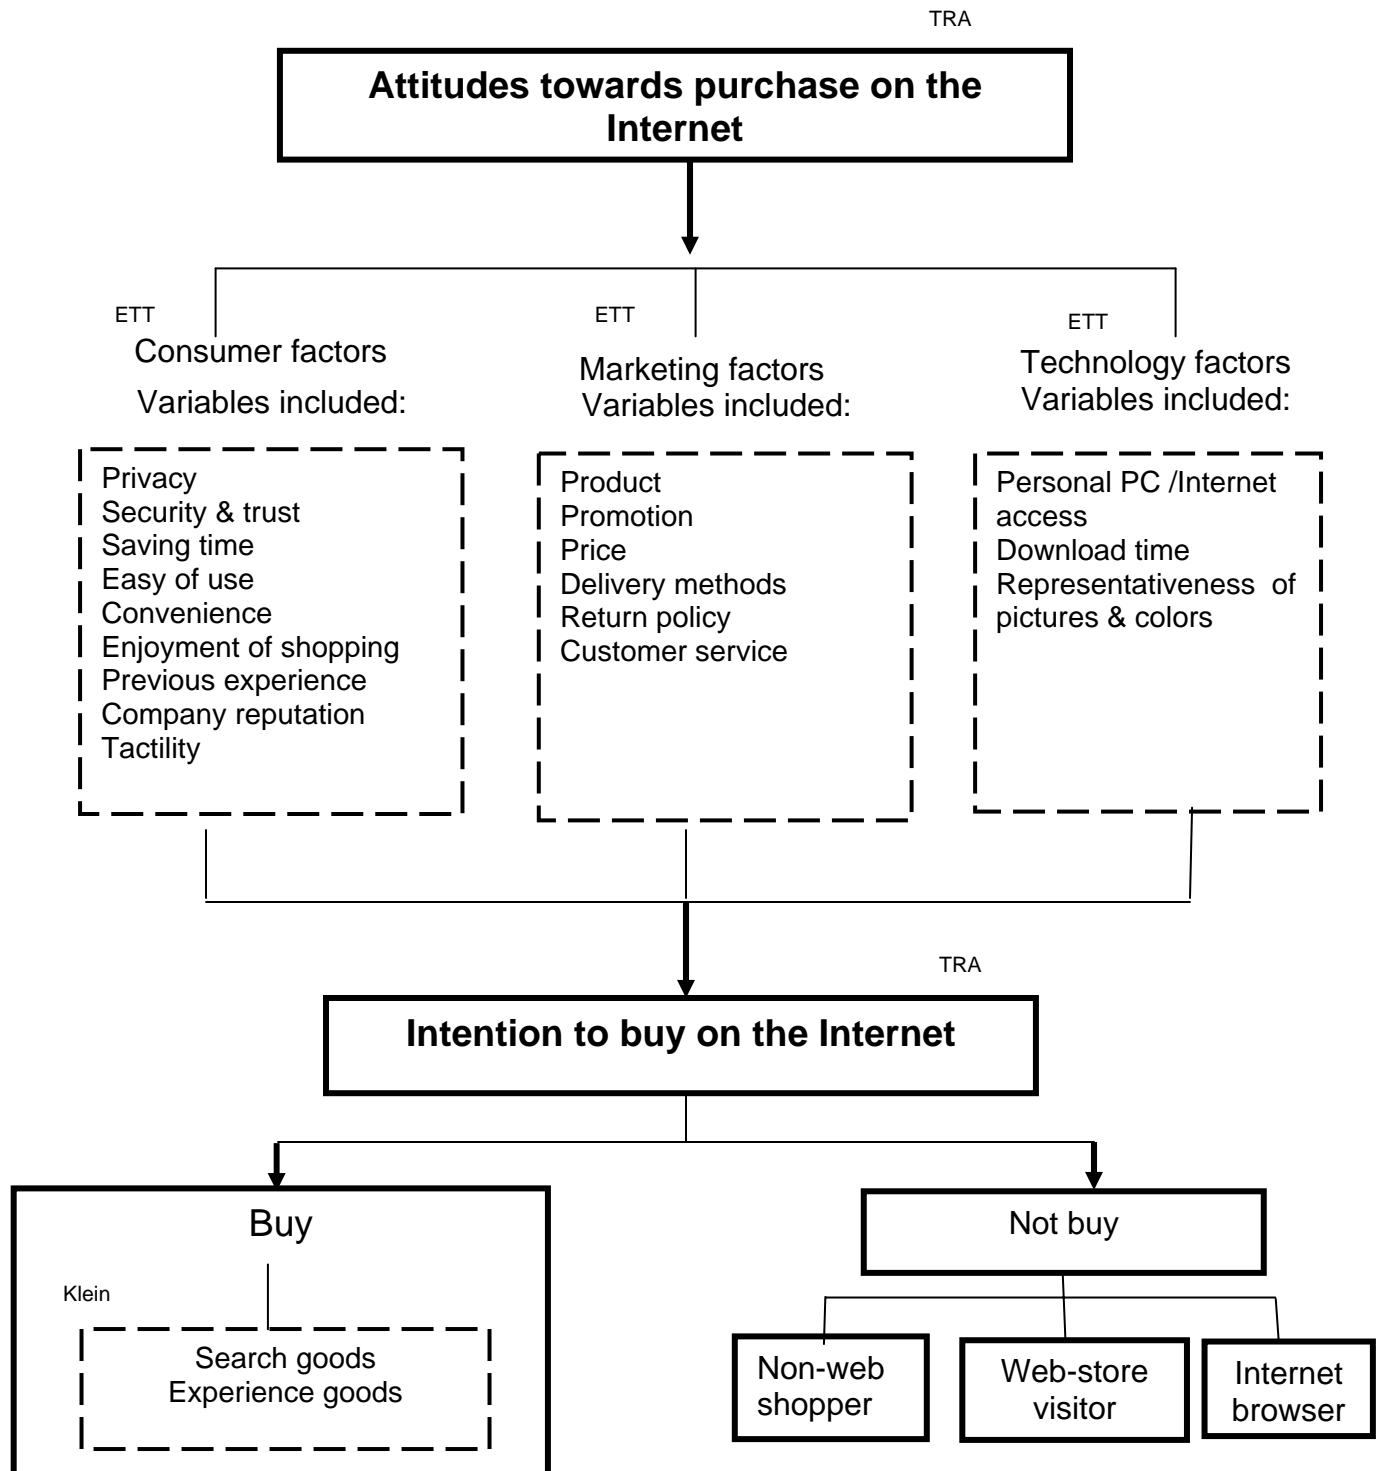 TRA
Attitudes towards purchase on the
Internet
ETT
Consumer factors
Variables included:
Privacy
Security & trust
Saving time
Easy of use
Convenience
Enjoyment of shopping
Previous experience
Company reputation
Tactility
ETT
Marketing factors
Variables included:
Product
Promotion
Price
Delivery methods
Return policy
Customer service
ETT
Technology factors
Variables included:
Personal PC /Internet
access
Download time
Representativeness of
pictures & colors
TRA
Intention to buy on the Internet
Buy
Klein
Search goods
Experience goods
Not buy
Non-web
shopper
Web-store
visitor
Internet
browser